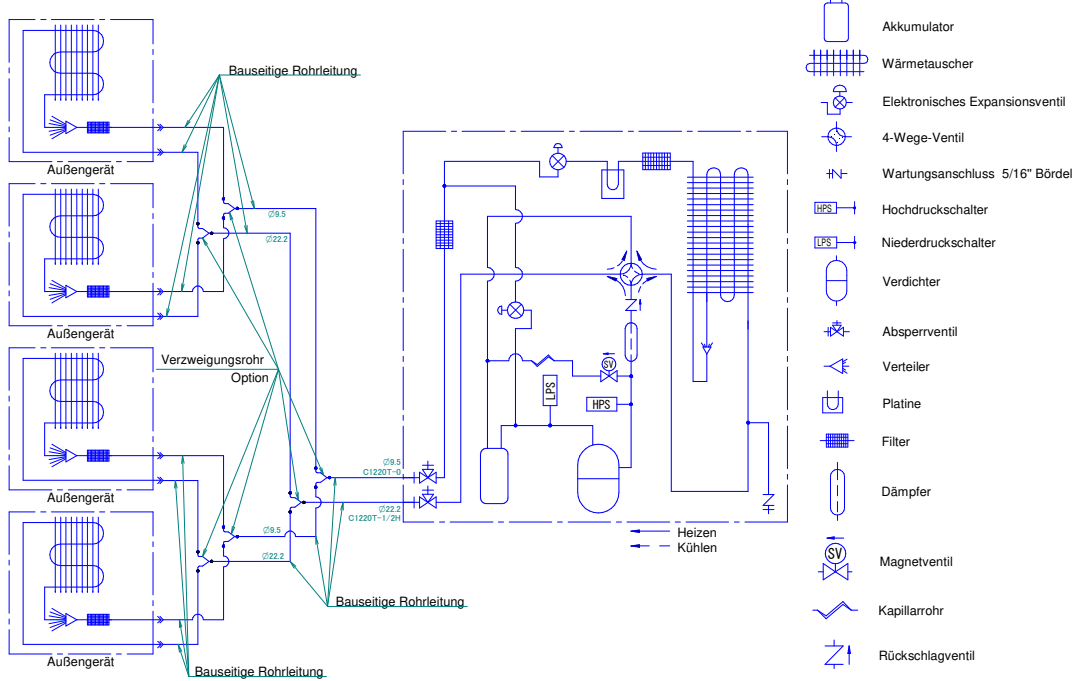 Außengerät
Außengerät
Außengerät
Außengerät
Bauseitige Rohrleitung
Ø9.5
Ø22.2
Verzweigungsrohr
Option
Ø9.5
Ø22.2
Bauseitige Rohrleitung
Bauseitige Rohrleitung
Ø9.5
C1220T-0
Ø22.2
C1220T-1/2H
LPS
HPS
SV
Heizen
Kühlen
Akkumulator
Wärmetauscher
Elektronisches Expansionsventil
4-Wege-Ventil
Wartungsanschluss 5/16" Bördel
HPS Hochdruckschalter
LPS Niederdruckschalter
Verdichter
Absperrventil
Verteiler
Platine
Filter
Dämpfer
SV Magnetventil
Kapillarrohr
Rückschlagventil